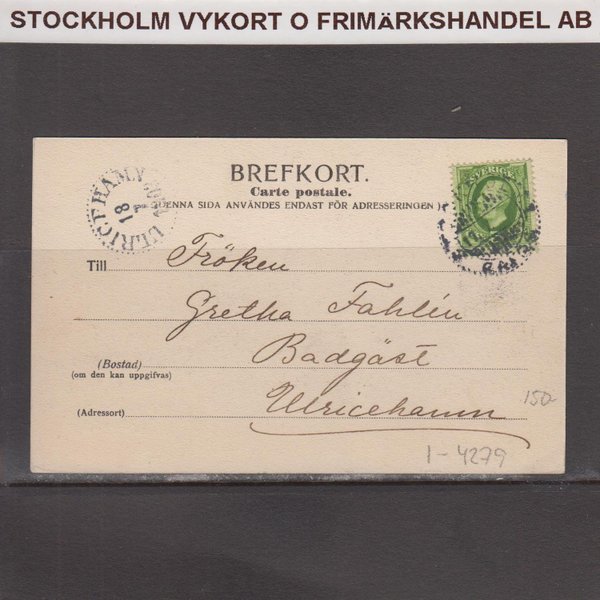 STOCKHOLM VYKORT O FRIMÄRKSHANDEL AB
BREFKORT.
Carte postale.
(DENNA SIDA ANVÄNDES ENDAST FÖR ADRESSERINGEN)
SVERIGE
18
Till Fröken
Gretha Fahlin
(Bostad) Badgäst
(om den kan uppgifvas)
(Adressort) Ulricehamn
150-
1-4279